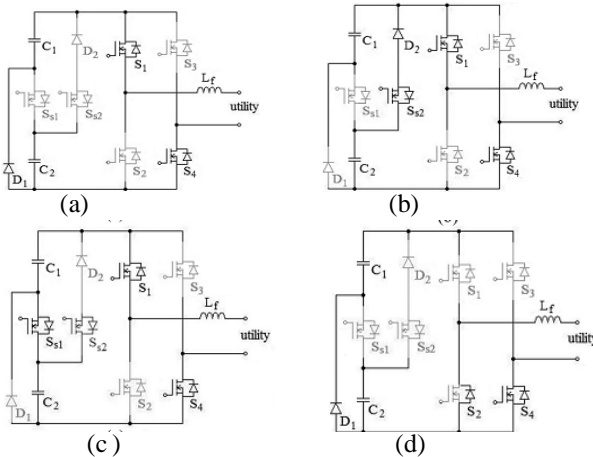 C1 D2 S1 S3
Lf
utility
Ss1 Ss2
D1 C2 S2 S4
(a)
C1 D2 S1 S3
Lf
utility
Ss1 Ss2
D1 C2 S2 S4
(b)
C1 D2 S1 S3
Lf
utility
Ss1 Ss2
D1 C2 S2 S4
(c)
C1 D2 S1 S3
Lf
utility
Ss1 Ss2
D1 C2 S2 S4
(d)